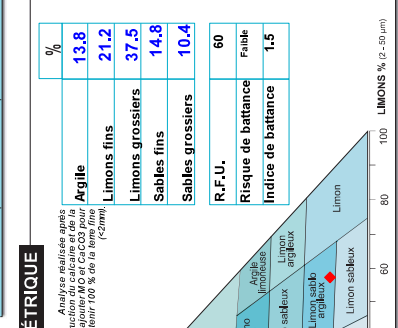 ÉTRIQUE
Analyse réalisée après
uction du calcaire et de la
ajouter MO et CaCO3 pour
tenir 100 % de la terre fine
(<2mm).
%
Argile 13.8
Limons fins 21.2
Limons grossiers 37.5
Sables fins 14.8
Sables grossiers 10.4
R.F.U. 60
Risque de battance Faible
Indice de battance 1.5
Argile
limoneuse
Limon
argileux
Limon
sableux
Limon sablo
argileux
Limon sableux
60
80
100
LIMONS % (2 - 50 µm)